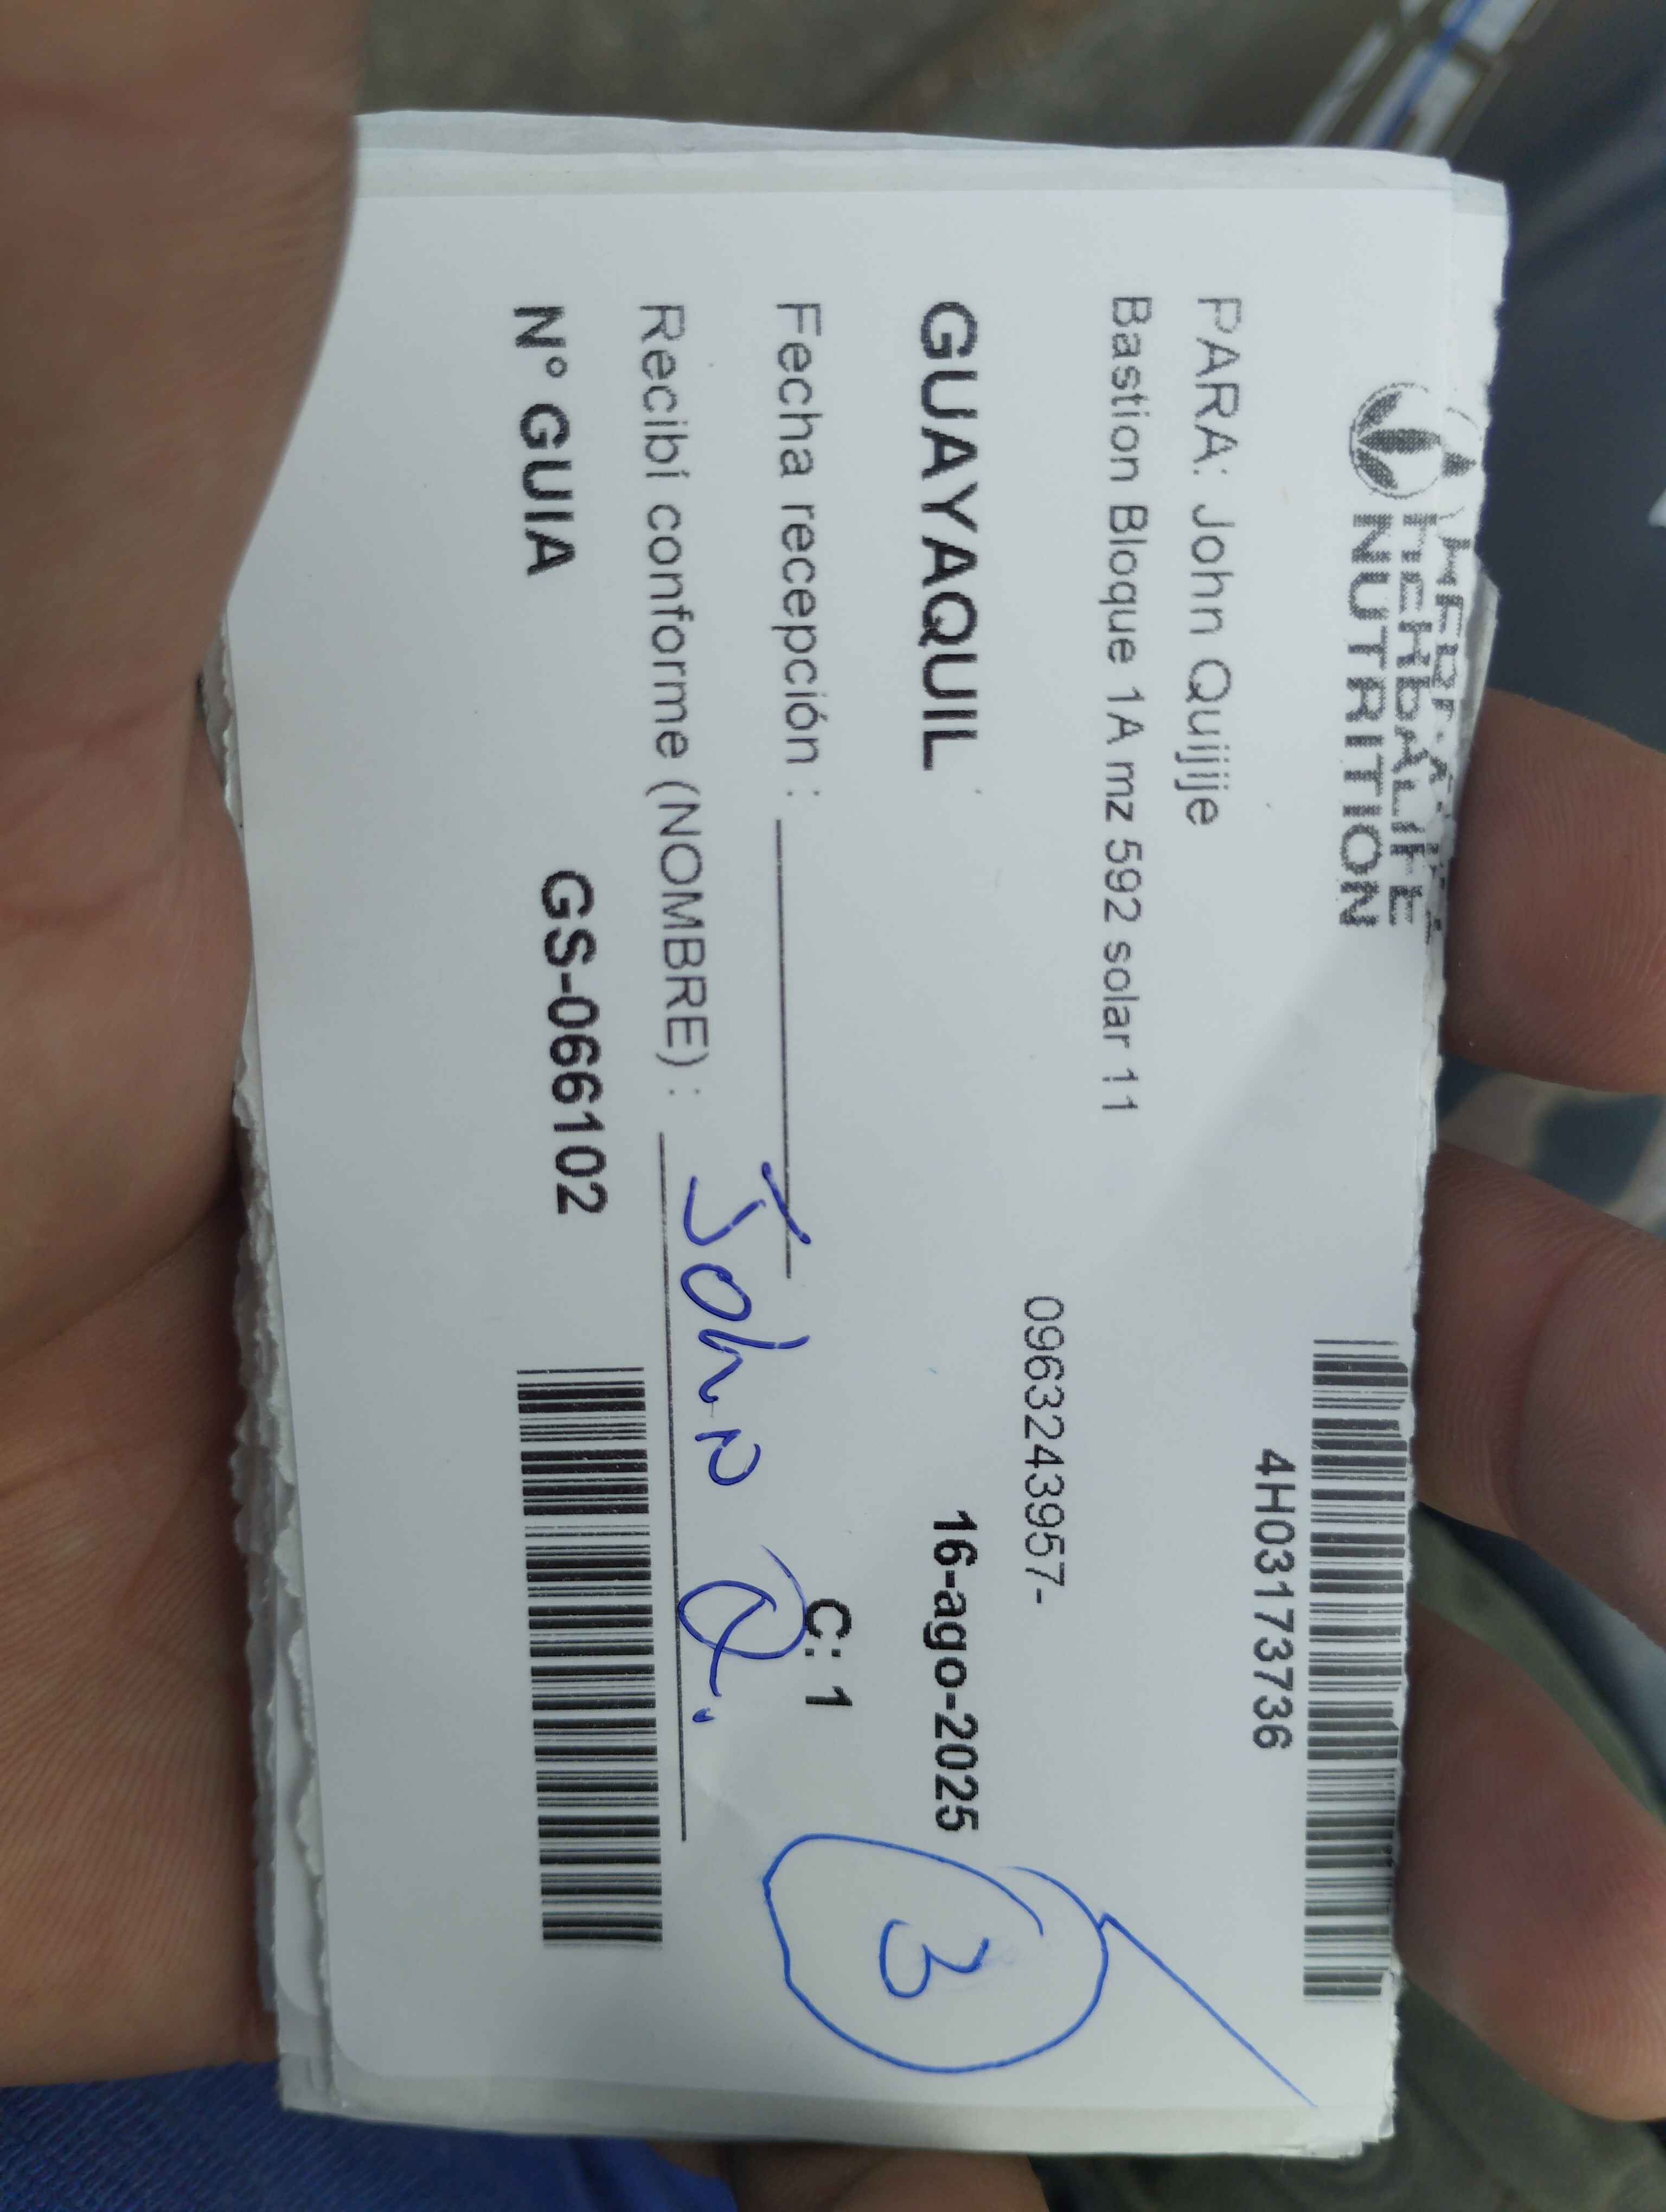 HERBALIFE
NUTRITION
4H03173736
PARA: John Quijije
Bastion Bloque 1A mz 592 solar 11
0963243957-
GUAYAQUIL 16-ago-2025
3
Fecha recepción : C: 1
Recibí conforme (NOMBRE) : John Q.
N° GUIA GS-066102